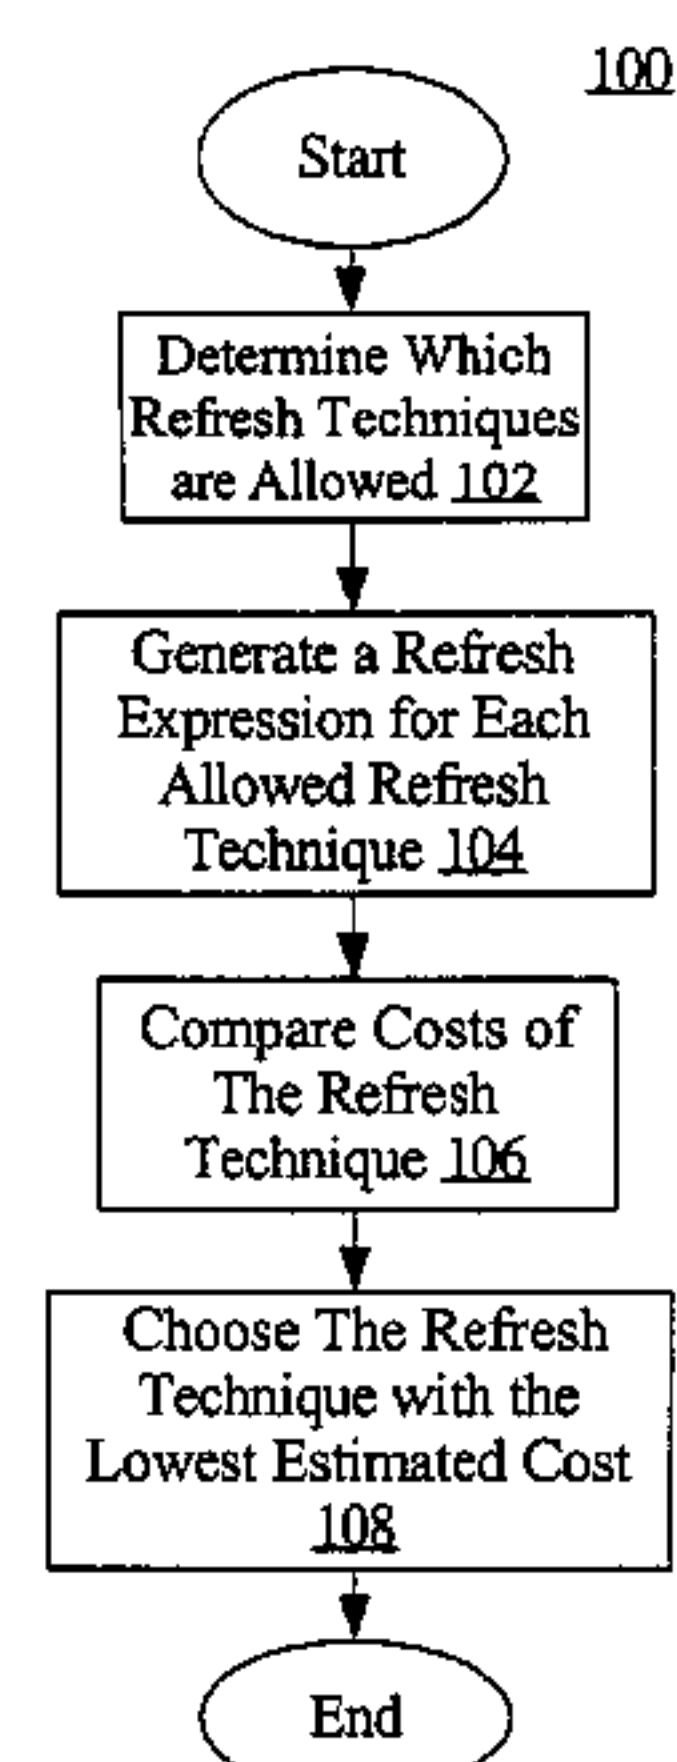 100
Start
Determine Which
Refresh Techniques
are Allowed 102
Generate a Refresh
Expression for Each
Allowed Refresh
Technique 104
Compare Costs of
The Refresh
Technique 106
Choose The Refresh
Technique with the
Lowest Estimated Cost
108
End